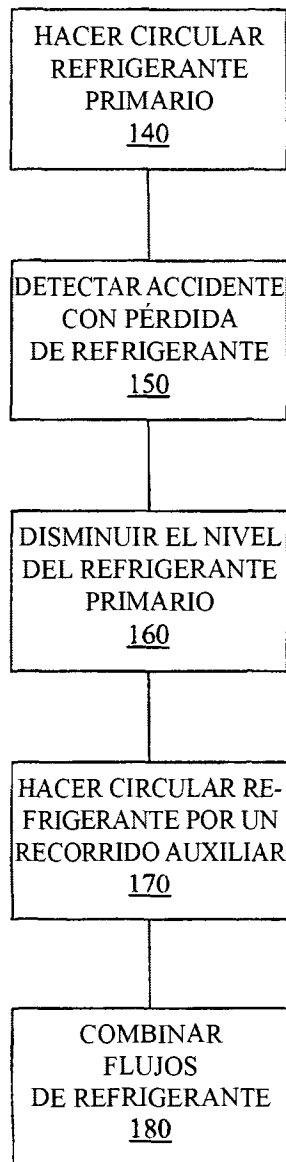 HACER CIRCULAR
REFRIGERANTE
PRIMARIO
140
DETECTAR ACCIDENTE
CON PÉRDIDA
DE REFRIGERANTE
150
DISMINUIR EL NIVEL
DEL REFRIGERANTE
PRIMARIO
160
HACER CIRCULAR RE-
FRIGERANTE POR UN
RECORRIDO AUXILIAR
170
COMBINAR
FLUJOS
DE REFRIGERANTE
180